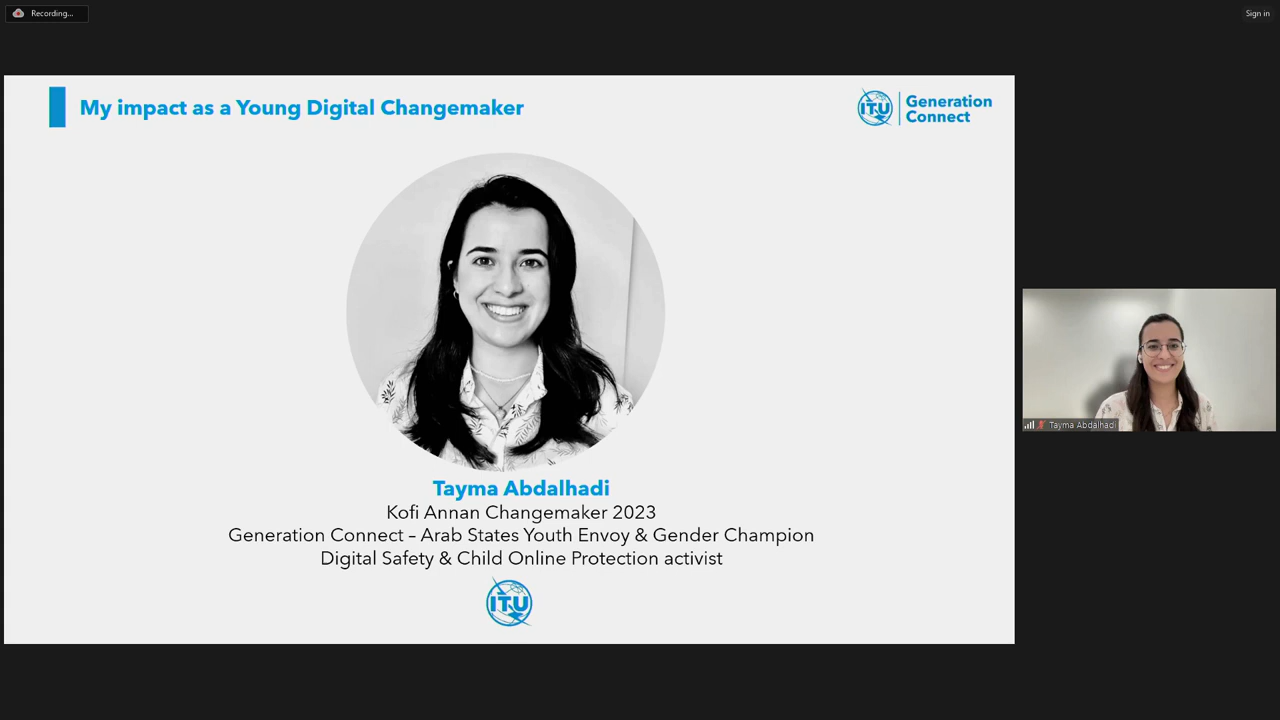 Recording...
Sign in
My impact as a Young Digital Changemaker
ITU
Generation
Connect
Tayma Abdalhadi
Kofi Annan Changemaker 2023
Generation Connect – Arab States Youth Envoy & Gender Champion
Digital Safety & Child Online Protection activist
ITU
Tayma Abdalhadi